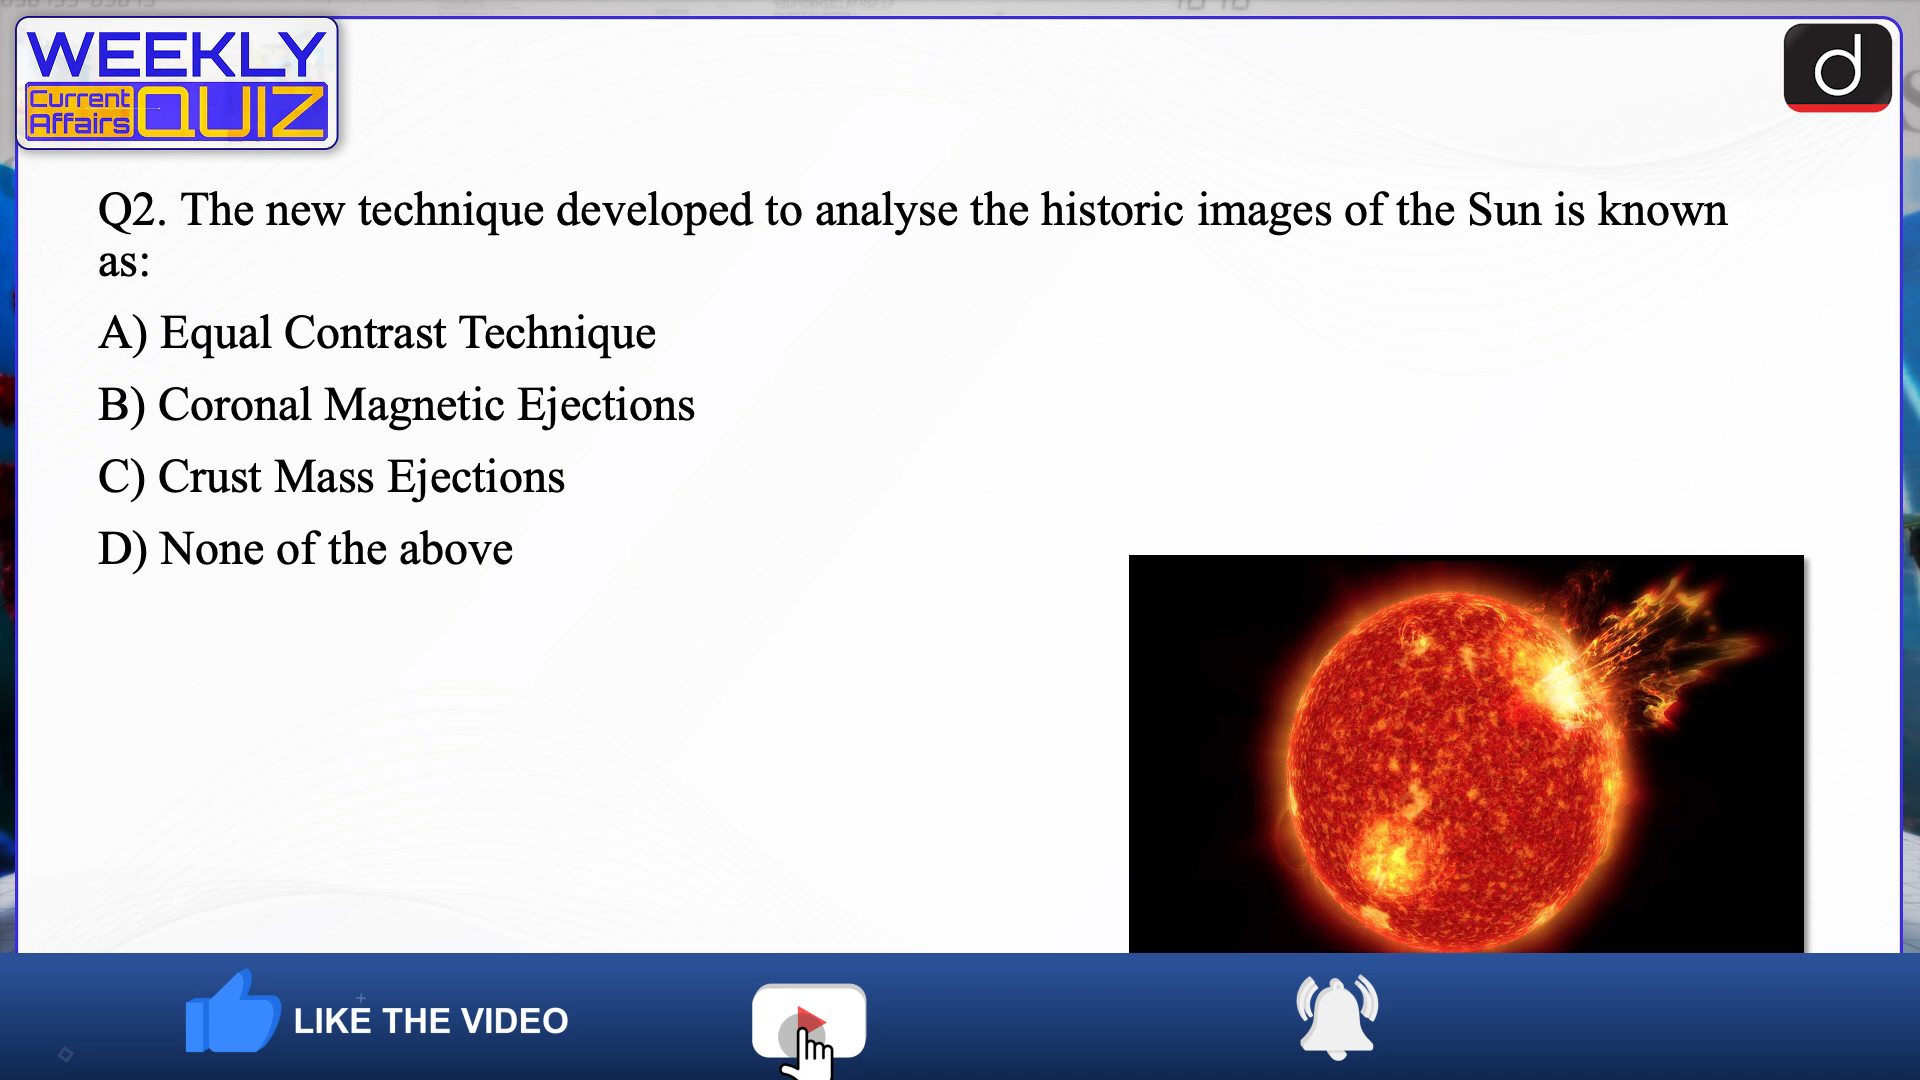 WEEKLY
Current
Affairs
QUIZ
d
Q2. The new technique developed to analyse the historic images of the Sun is known
as:
A) Equal Contrast Technique
B) Coronal Magnetic Ejections
C) Crust Mass Ejections
D) None of the above
LIKE THE VIDEO